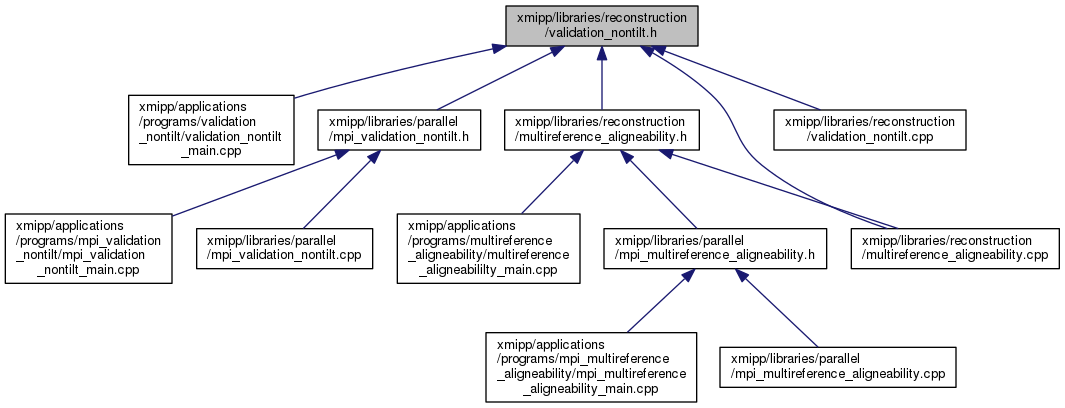 xmipp/libraries/reconstruction
/validation_nontilt.h
xmipp/applications
/programs/validation
_nontilt/validation_nontilt
_main.cpp
xmipp/libraries/parallel
/mpi_validation_nontilt.h
xmipp/libraries/reconstruction
/multireference_aligneability.h
xmipp/libraries/reconstruction
/validation_nontilt.cpp
xmipp/applications
/programs/mpi_validation
_nontilt/mpi_validation
_nontilt_main.cpp
xmipp/libraries/parallel
/mpi_validation_nontilt.cpp
xmipp/applications
/programs/multireference
_aligneability/multireference
_aligneabililty_main.cpp
xmipp/libraries/parallel
/mpi_multireference_aligneability.h
xmipp/libraries/reconstruction
/multireference_aligneability.cpp
xmipp/applications
/programs/mpi_multireference
_aligneability/mpi_multireference
_aligneability_main.cpp
xmipp/libraries/parallel
/mpi_multireference_aligneability.cpp